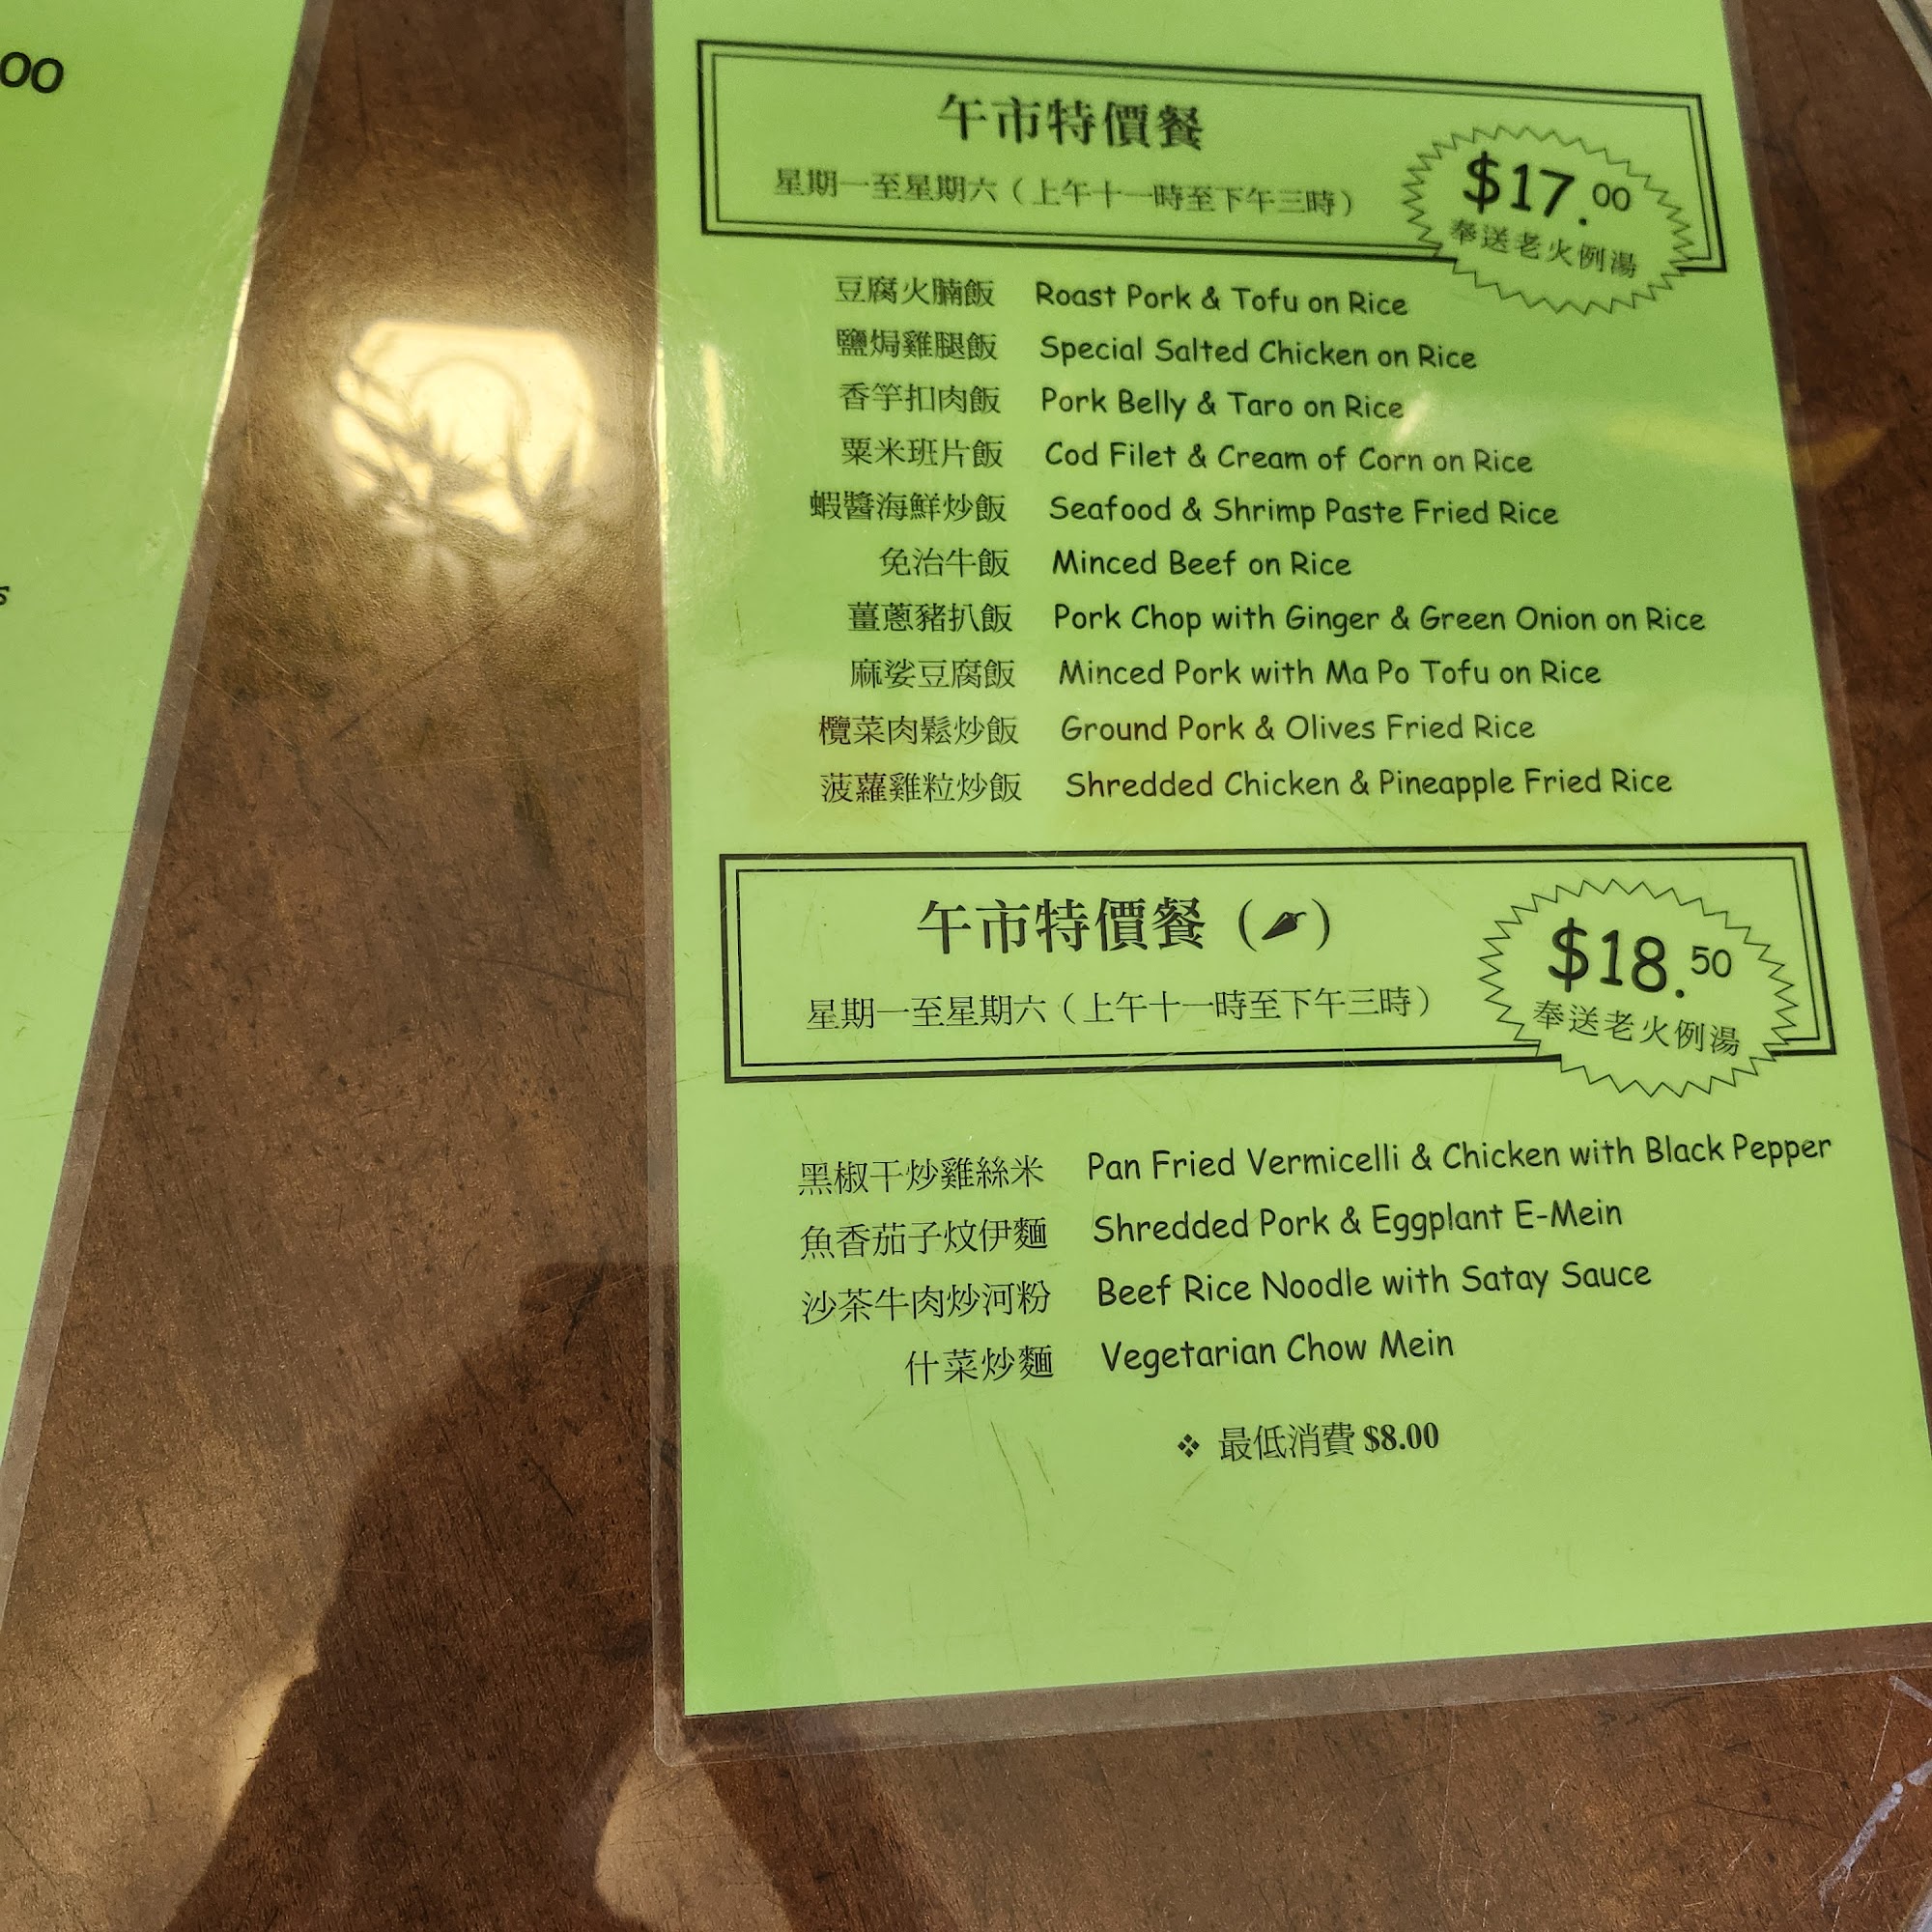 00
s
午市特價餐
星期一至星期六（上午十一時至下午三時）
$17.00
奉送老火例湯
豆腐火腩飯 Roast Pork & Tofu on Rice
鹽焗雞腿飯 Special Salted Chicken on Rice
香竽扣肉飯 Pork Belly & Taro on Rice
粟米班片飯 Cod Filet & Cream of Corn on Rice
蝦醬海鮮炒飯 Seafood & Shrimp Paste Fried Rice
免治牛飯 Minced Beef on Rice
薑蔥豬扒飯 Pork Chop with Ginger & Green Onion on Rice
麻娑豆腐飯 Minced Pork with Ma Po Tofu on Rice
欖菜肉鬆炒飯 Ground Pork & Olives Fried Rice
菠蘿雞粒炒飯 Shredded Chicken & Pineapple Fried Rice
午市特價餐（🌶）
星期一至星期六（上午十一時至下午三時）
$18.50
奉送老火例湯
黑椒干炒雞絲米 Pan Fried Vermicelli & Chicken with Black Pepper
魚香茄子炆伊麵 Shredded Pork & Eggplant E-Mein
沙茶牛肉炒河粉 Beef Rice Noodle with Satay Sauce
什菜炒麵 Vegetarian Chow Mein
❖ 最低消費 $8.00